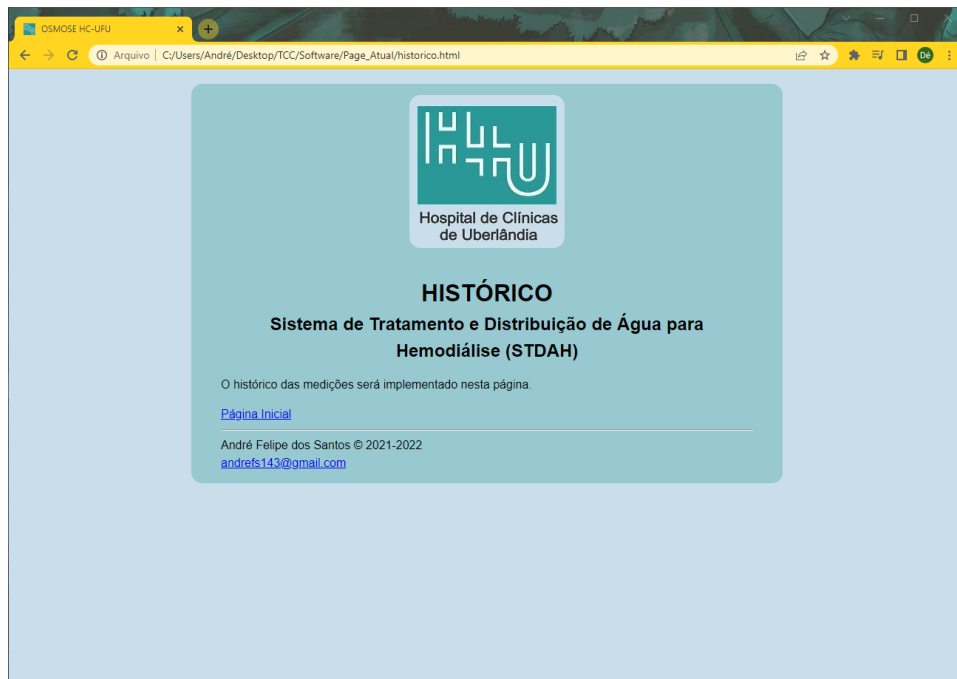 OSMOSE HC-UFU
Arquivo | C:/Users/André/Desktop/TCC/Software/Page_Atual/historico.html
Dé
H+U
Hospital de Clínicas
de Uberlândia
HISTÓRICO
Sistema de Tratamento e Distribuição de Água para
Hemodiálise (STDAH)
O histórico das medições será implementado nesta página.
Página Inicial
André Felipe dos Santos © 2021-2022
andrefs143@gmail.com